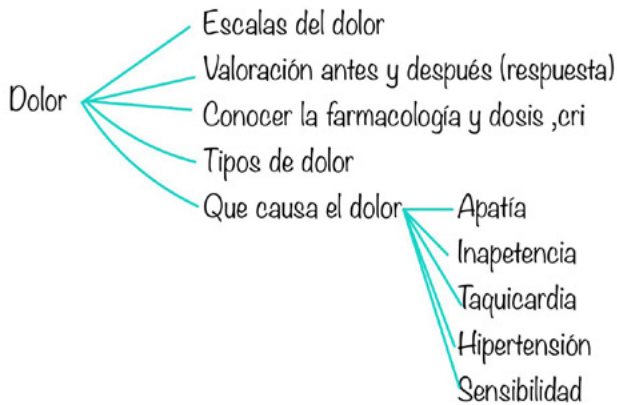 Escalas del dolor
Valoración antes y después (respuesta)
Dolor
Conocer la farmacología y dosis ,cri
Tipos de dolor
Que causa el dolor
Apatía
Inapetencia
Taquicardia
Hipertensión
Sensibilidad